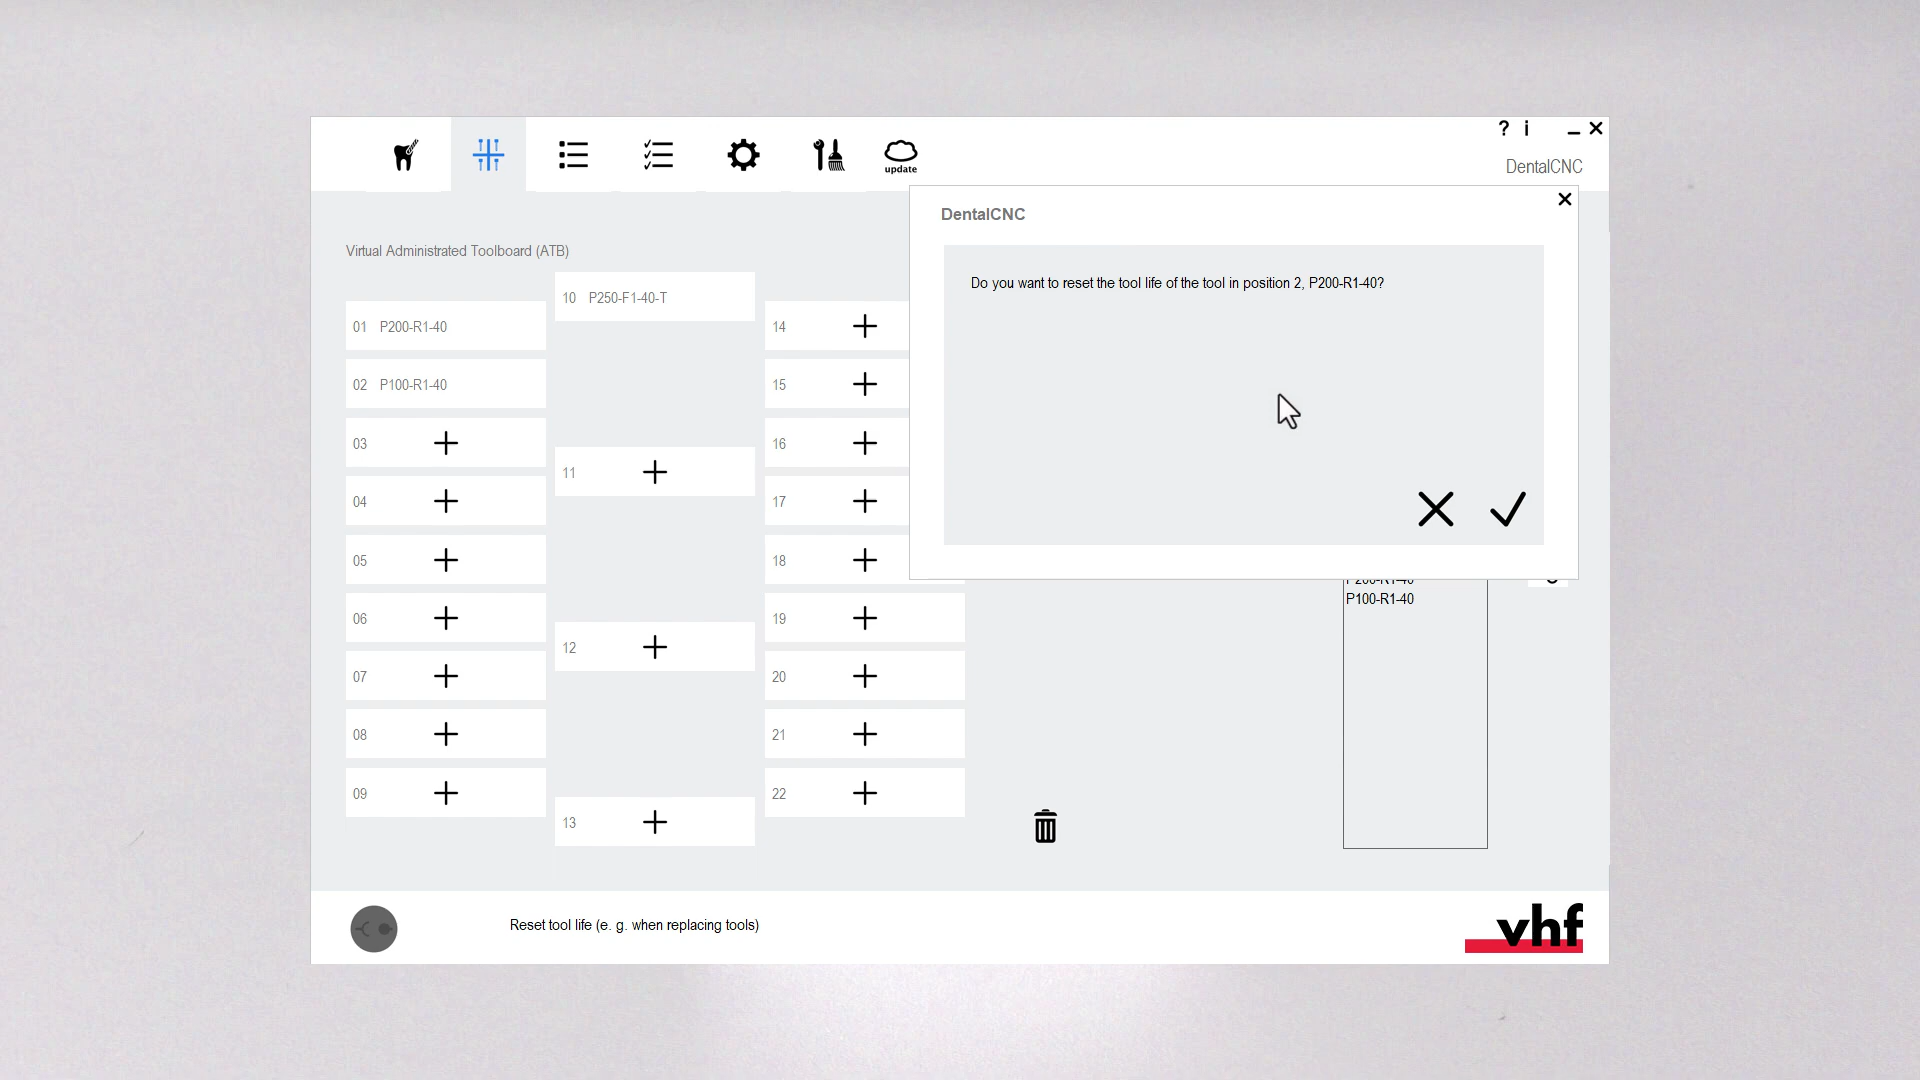 ? i
update
DentalCNC
DentalCNC
Do you want to reset the tool life of the tool in position 2, P200-R1-40?
Virtual Administrated Toolboard (ATB)
01 P200-R1-40
02 P100-R1-40
03
04
05
06
07
08
09
10 P250-F1-40-T
11
12
13
14
15
16
17
18
19
20
21
22
P200-R1-40
P100-R1-40
Reset tool life (e. g. when replacing tools)
vhf